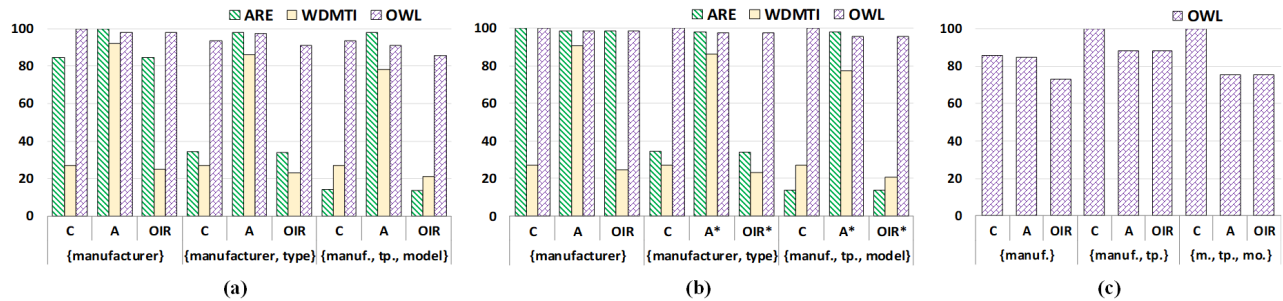 ARE WDMTI OWL
100
80
60
40
20
0
C A OIR C A OIR C A OIR
{manufacturer} {manufacturer, type} {manuf., tp., model}
(a)
ARE WDMTI OWL
100
80
60
40
20
0
C A OIR C A* OIR* C A* OIR*
{manufacturer} {manufacturer, type} {manuf., tp., model}
(b)
OWL
100
80
60
40
20
0
C A OIR C A OIR C A OIR
{manuf.} {manuf., tp.} {m., tp., mo.}
(c)